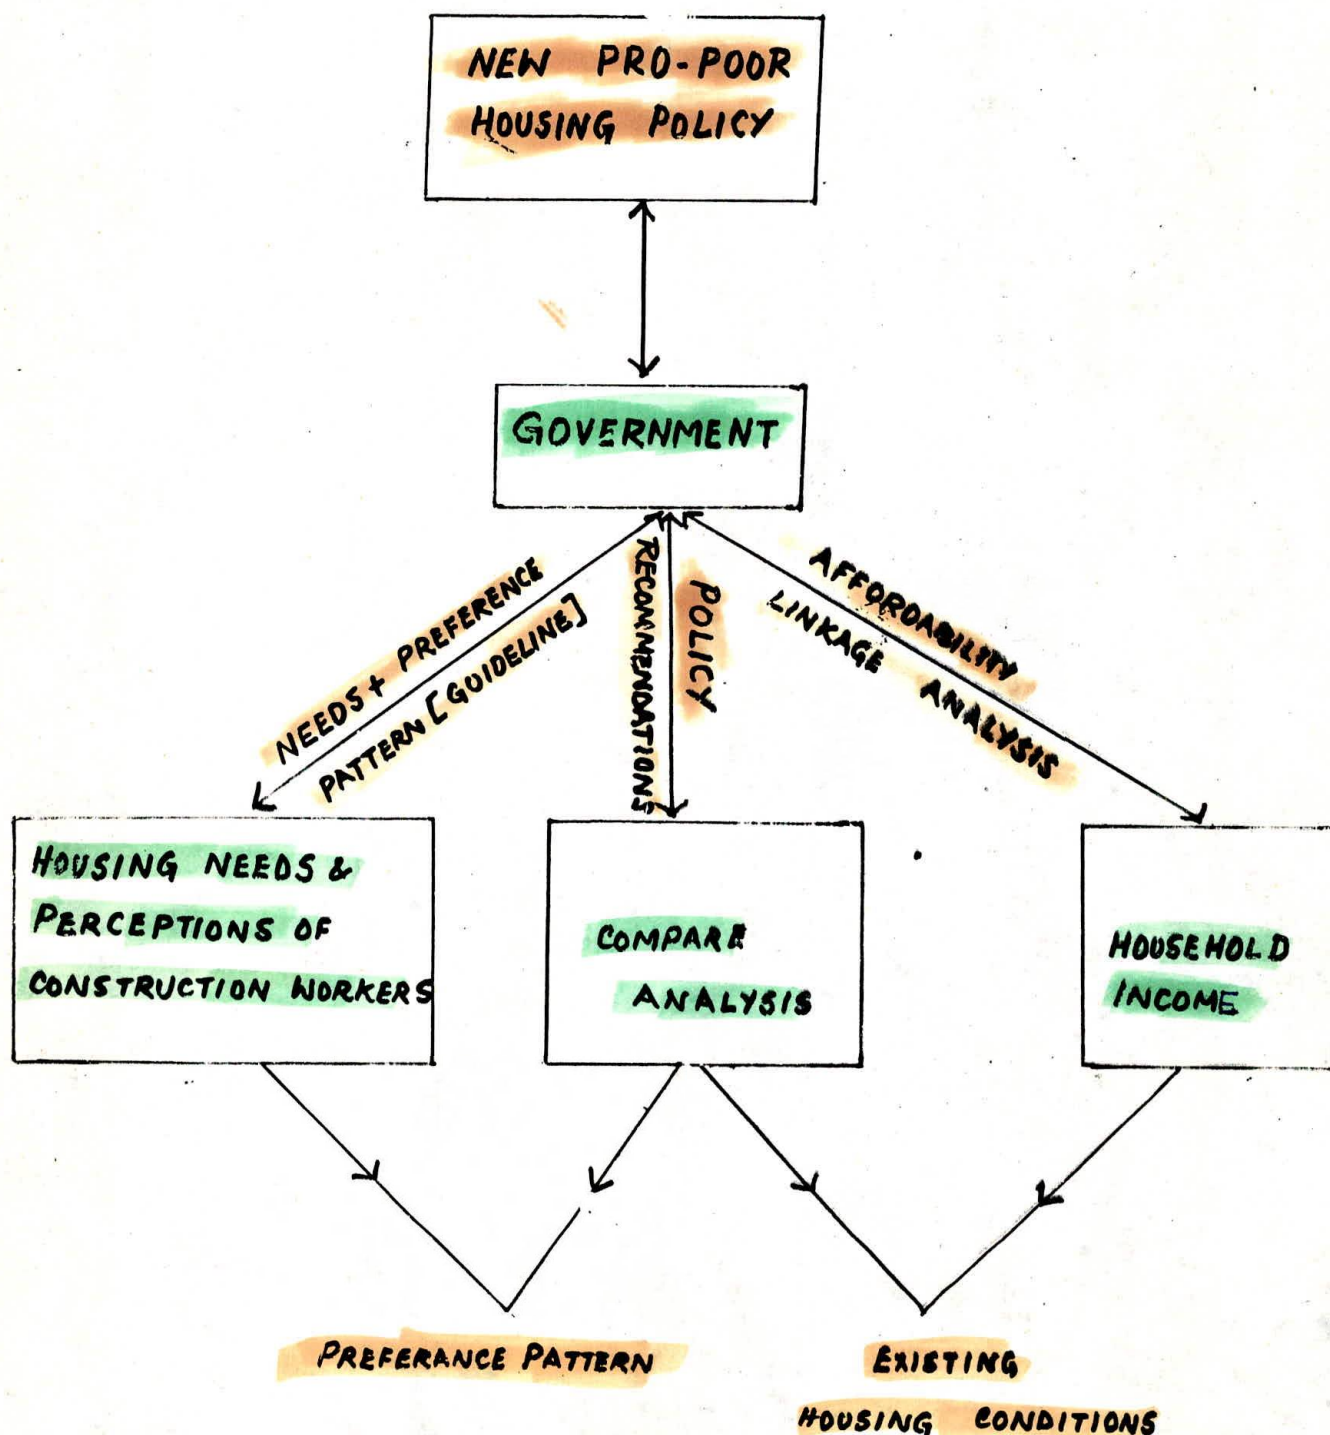 NEW PRO-POOR
HOUSING POLICY
GOVERNMENT
NEEDS + PREFERENCE
PATTERN [GUIDELINE]
RECOMMENDATIONS
POLICY
AFFORDABILITY
LINKAGE ANALYSIS
HOUSING NEEDS &
PERCEPTIONS OF
CONSTRUCTION WORKERS
COMPARE
ANALYSIS
HOUSEHOLD
INCOME
PREFERANCE PATTERN
EXISTING
HOUSING CONDITIONS